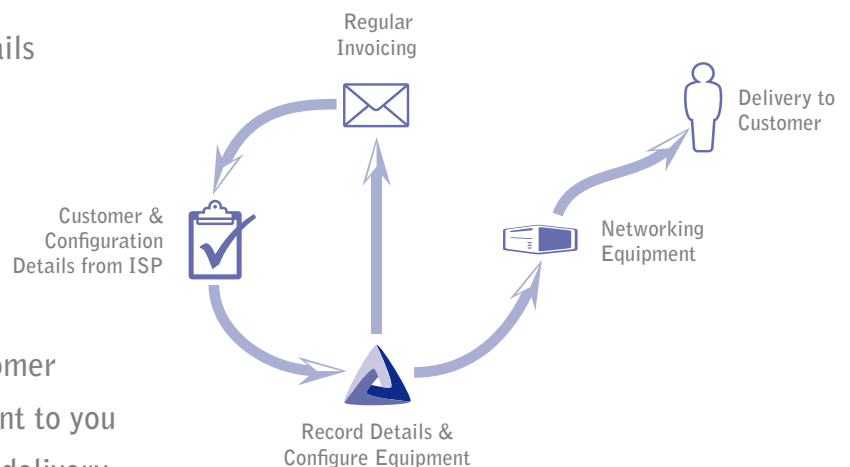 Regular
Invoicing
Delivery to
Customer
Customer &
Configuration
Details from ISP
Networking
Equipment
nt to you
delivery
Record Details &
Configure Equipment